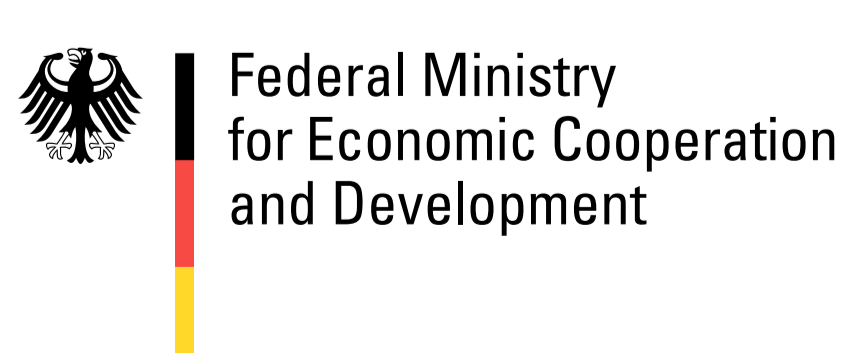 Federal Ministry
for Economic Cooperation
and Development